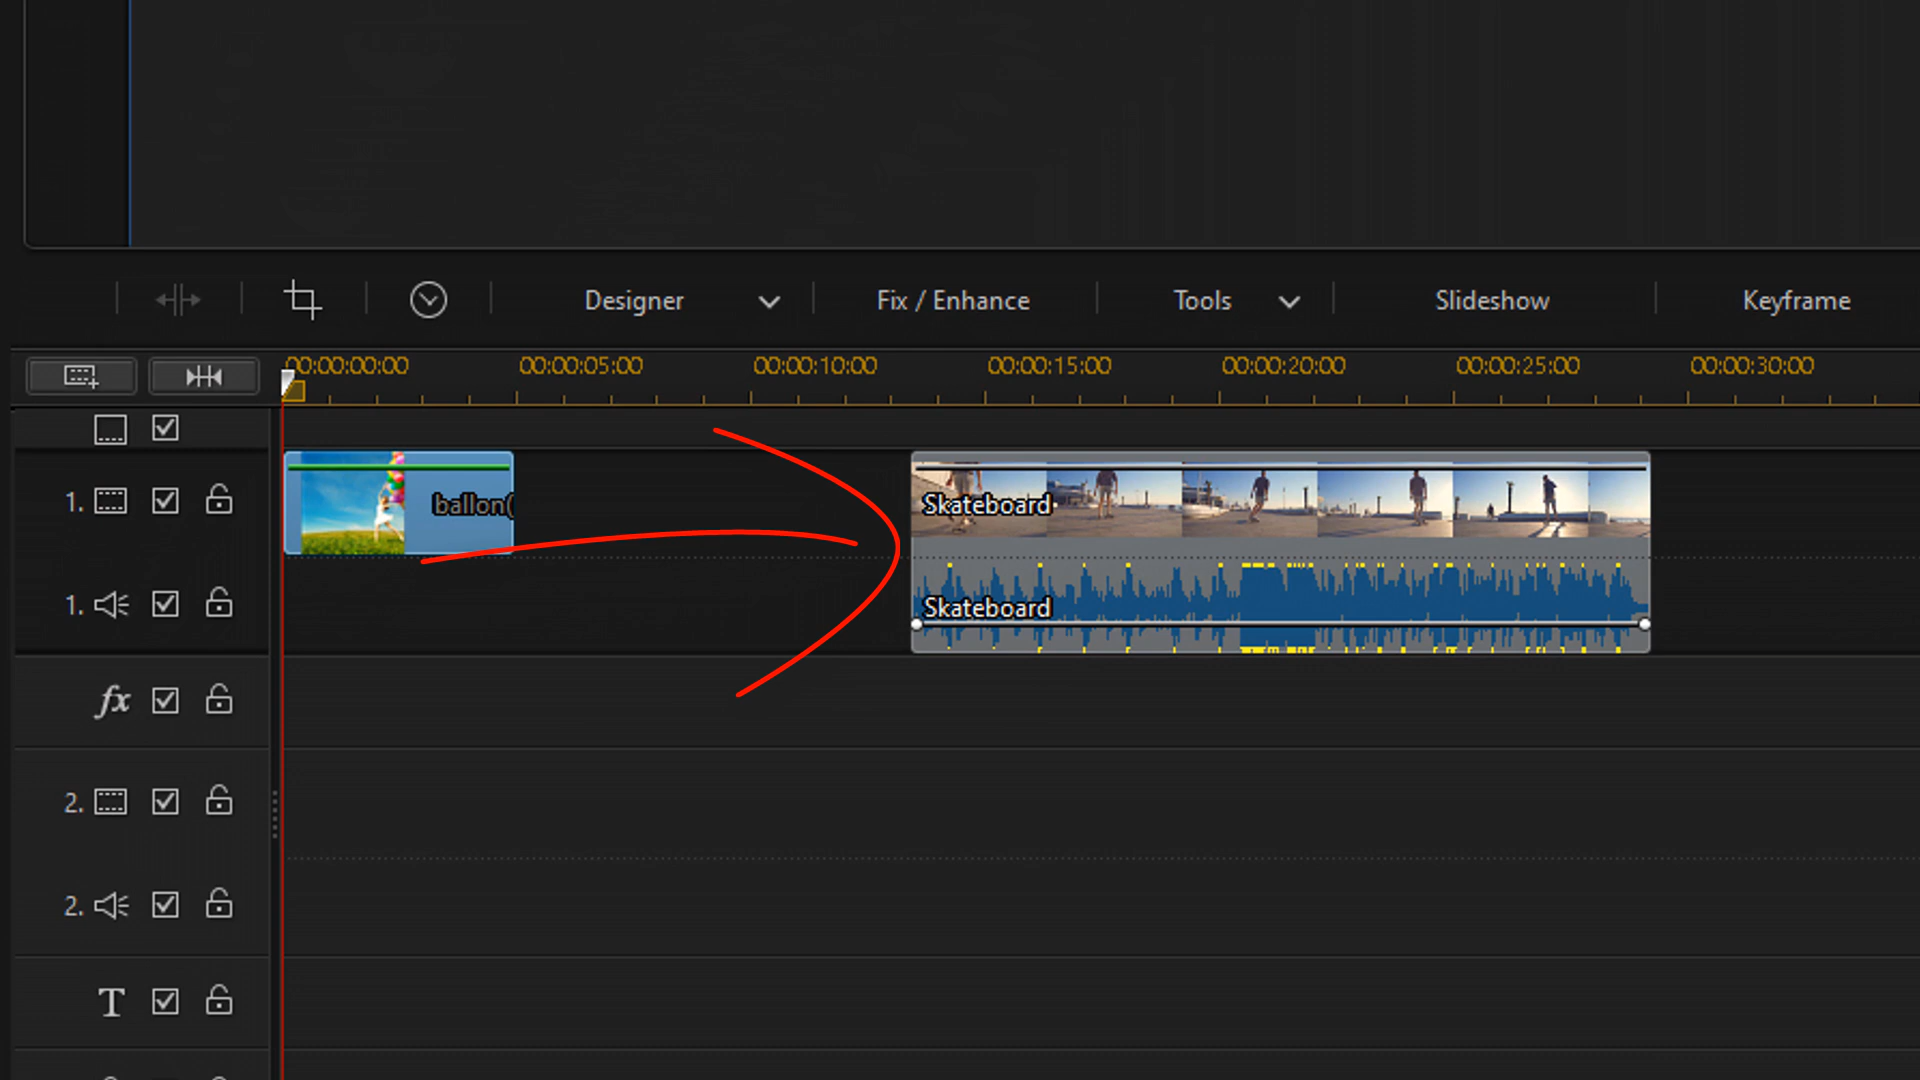 Designer Fix / Enhance Tools Slideshow Keyframe
00:00:00:00 00:00:05:00 00:00:10:00 00:00:15:00 00:00:20:00 00:00:25:00 00:00:30:00
1. ballon( Skateboard
1. Skateboard
fx
2.
2.
T